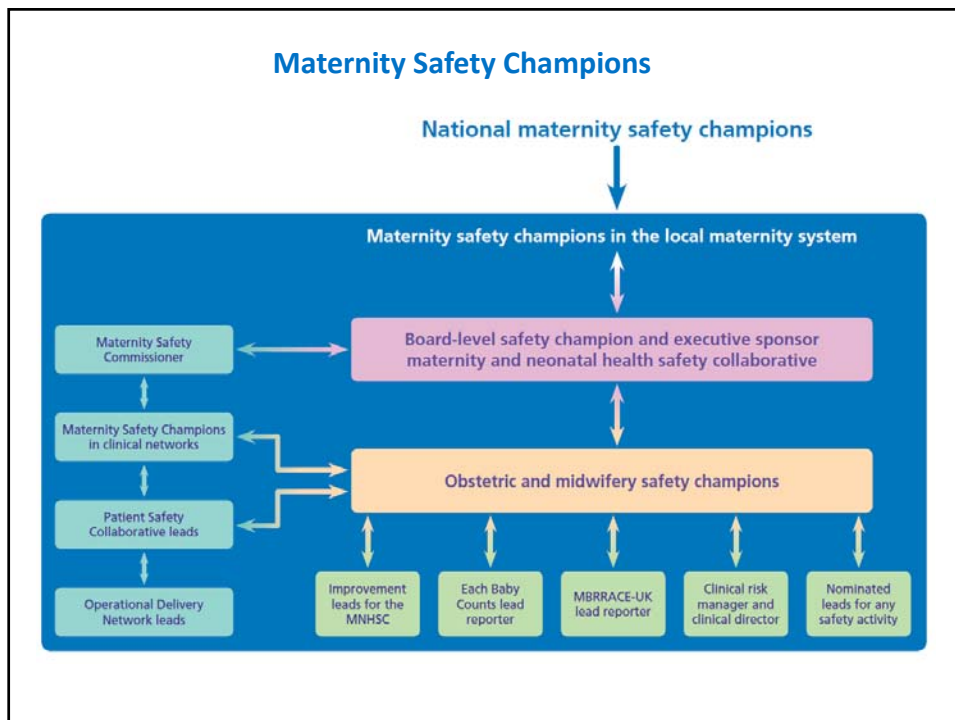 Maternity Safety Champions
National maternity safety champions
Maternity safety champions in the local maternity system
Board-level safety champion and executive sponsor
maternity and neonatal health safety collaborative
Maternity Safety
Commissioner
Maternity Safety Champions
in clinical networks
Obstetric and midwifery safety champions
Patient Safety
Collaborative leads
Operational Delivery
Network leads
Improvement
leads for the
MNHSC
Each Baby
Counts lead
reporter
MBRRACE-UK
lead reporter
Clinical risk
manager and
clinical director
Nominated
leads for any
safety activity